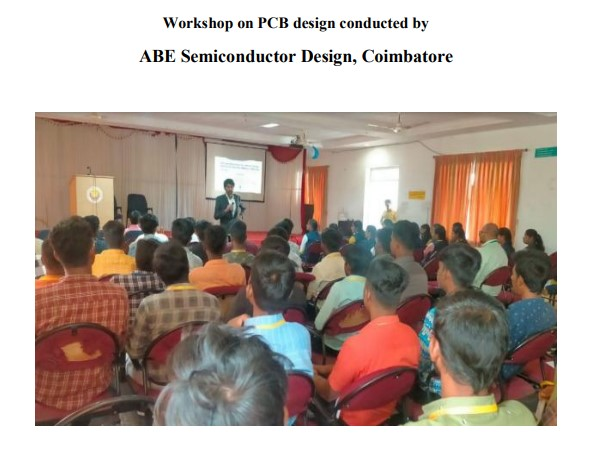 Workshop on PCB design conducted by
ABE Semiconductor Design, Coimbatore